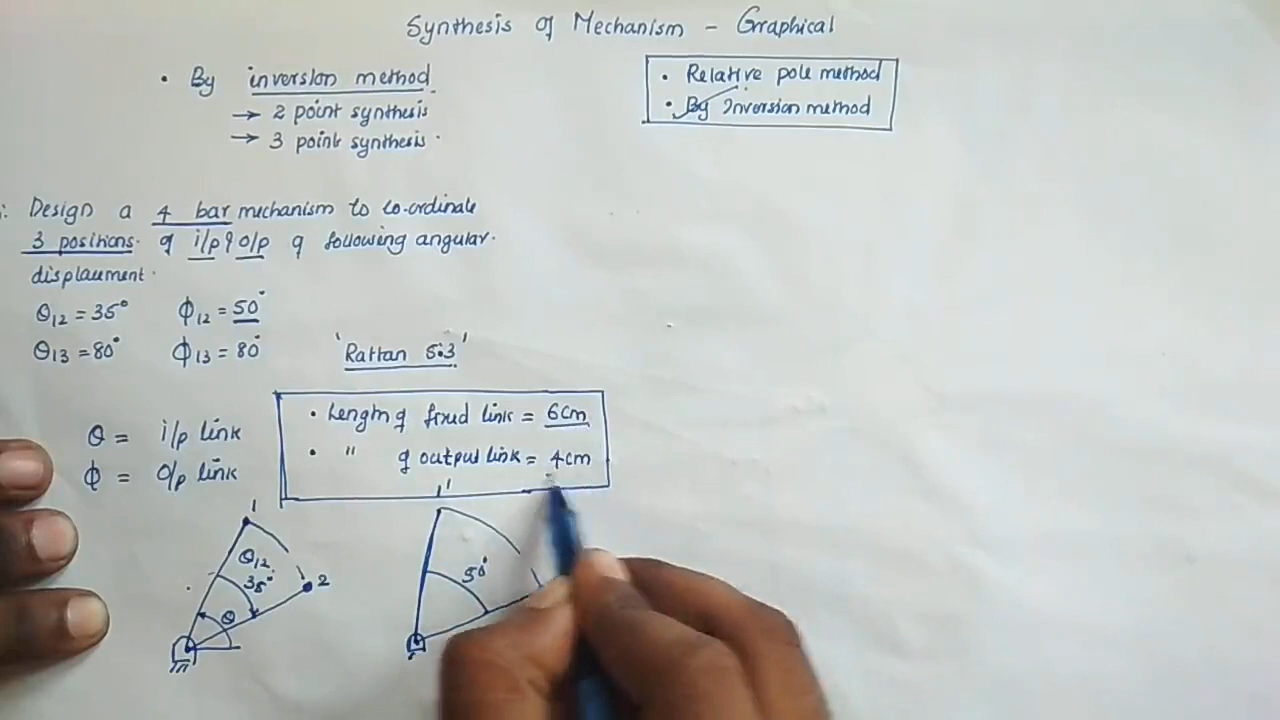 Synthesis of Mechanism - Graphical
• By inversion method.
→ 2 point synthesis
→ 3 point synthesis.
• Relative pole method
• By Inversion method
: Design a 4 bar mechanism to co-ordinate
3 positions. of i/p & o/p of following angular.
displacement.
θ12 = 35° ϕ12 = 50°
θ13 = 80° ϕ13 = 80°
'Rattan 5.3'
• Length of fixed link = 6cm
• " of output link = 4cm
θ = i/p link
ϕ = o/p link
1
θ12
35°
2
θ
1'
50°